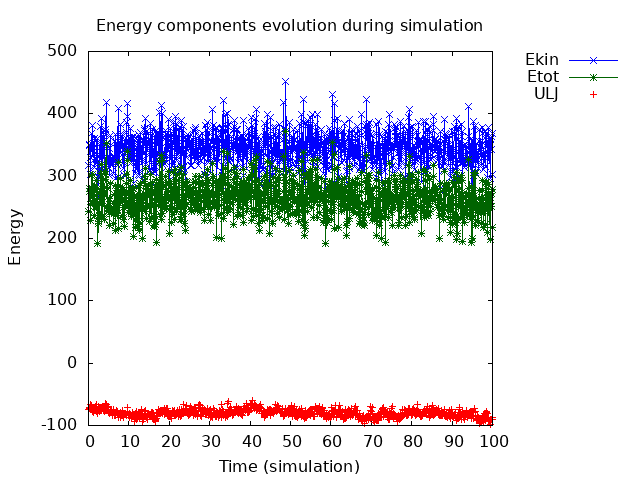 Energy components evolution during simulation
500
400
300
200
100
0
-100
0 10 20 30 40 50 60 70 80 90 100
Energy
Time (simulation)
Ekin
Etot
ULJ